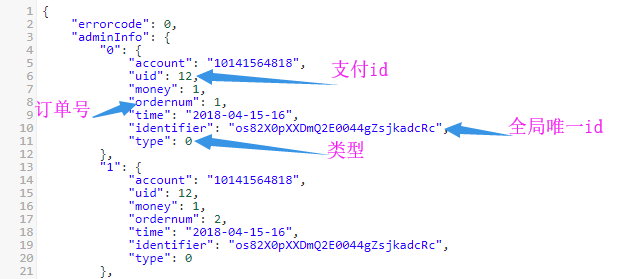 1 {
2 "errorcode": 0,
3 "adminInfo": {
4 "0": {
5 "account": "10141564818",
6 "uid": 12, 支付id
7 "money": 1,
8 订单号 "ordernum": 1,
9 "time": "2018-04-15-16",
10 "identifier": "os82X0pXXDmQ2E0044gZsjkadcRc", 全局唯一id
11 "type": 0 类型
12 },
13 "1": {
14 "account": "10141564818",
15 "uid": 12,
16 "money": 1,
17 "ordernum": 2,
18 "time": "2018-04-15-16",
19 "identifier": "os82X0pXXDmQ2E0044gZsjkadcRc",
20 "type": 0
21 },